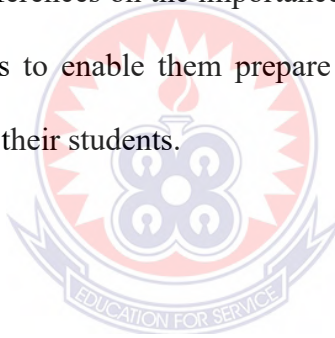 ferences on the importance
s to enable them prepare
their students.
EDUCATION FOR SERVICE